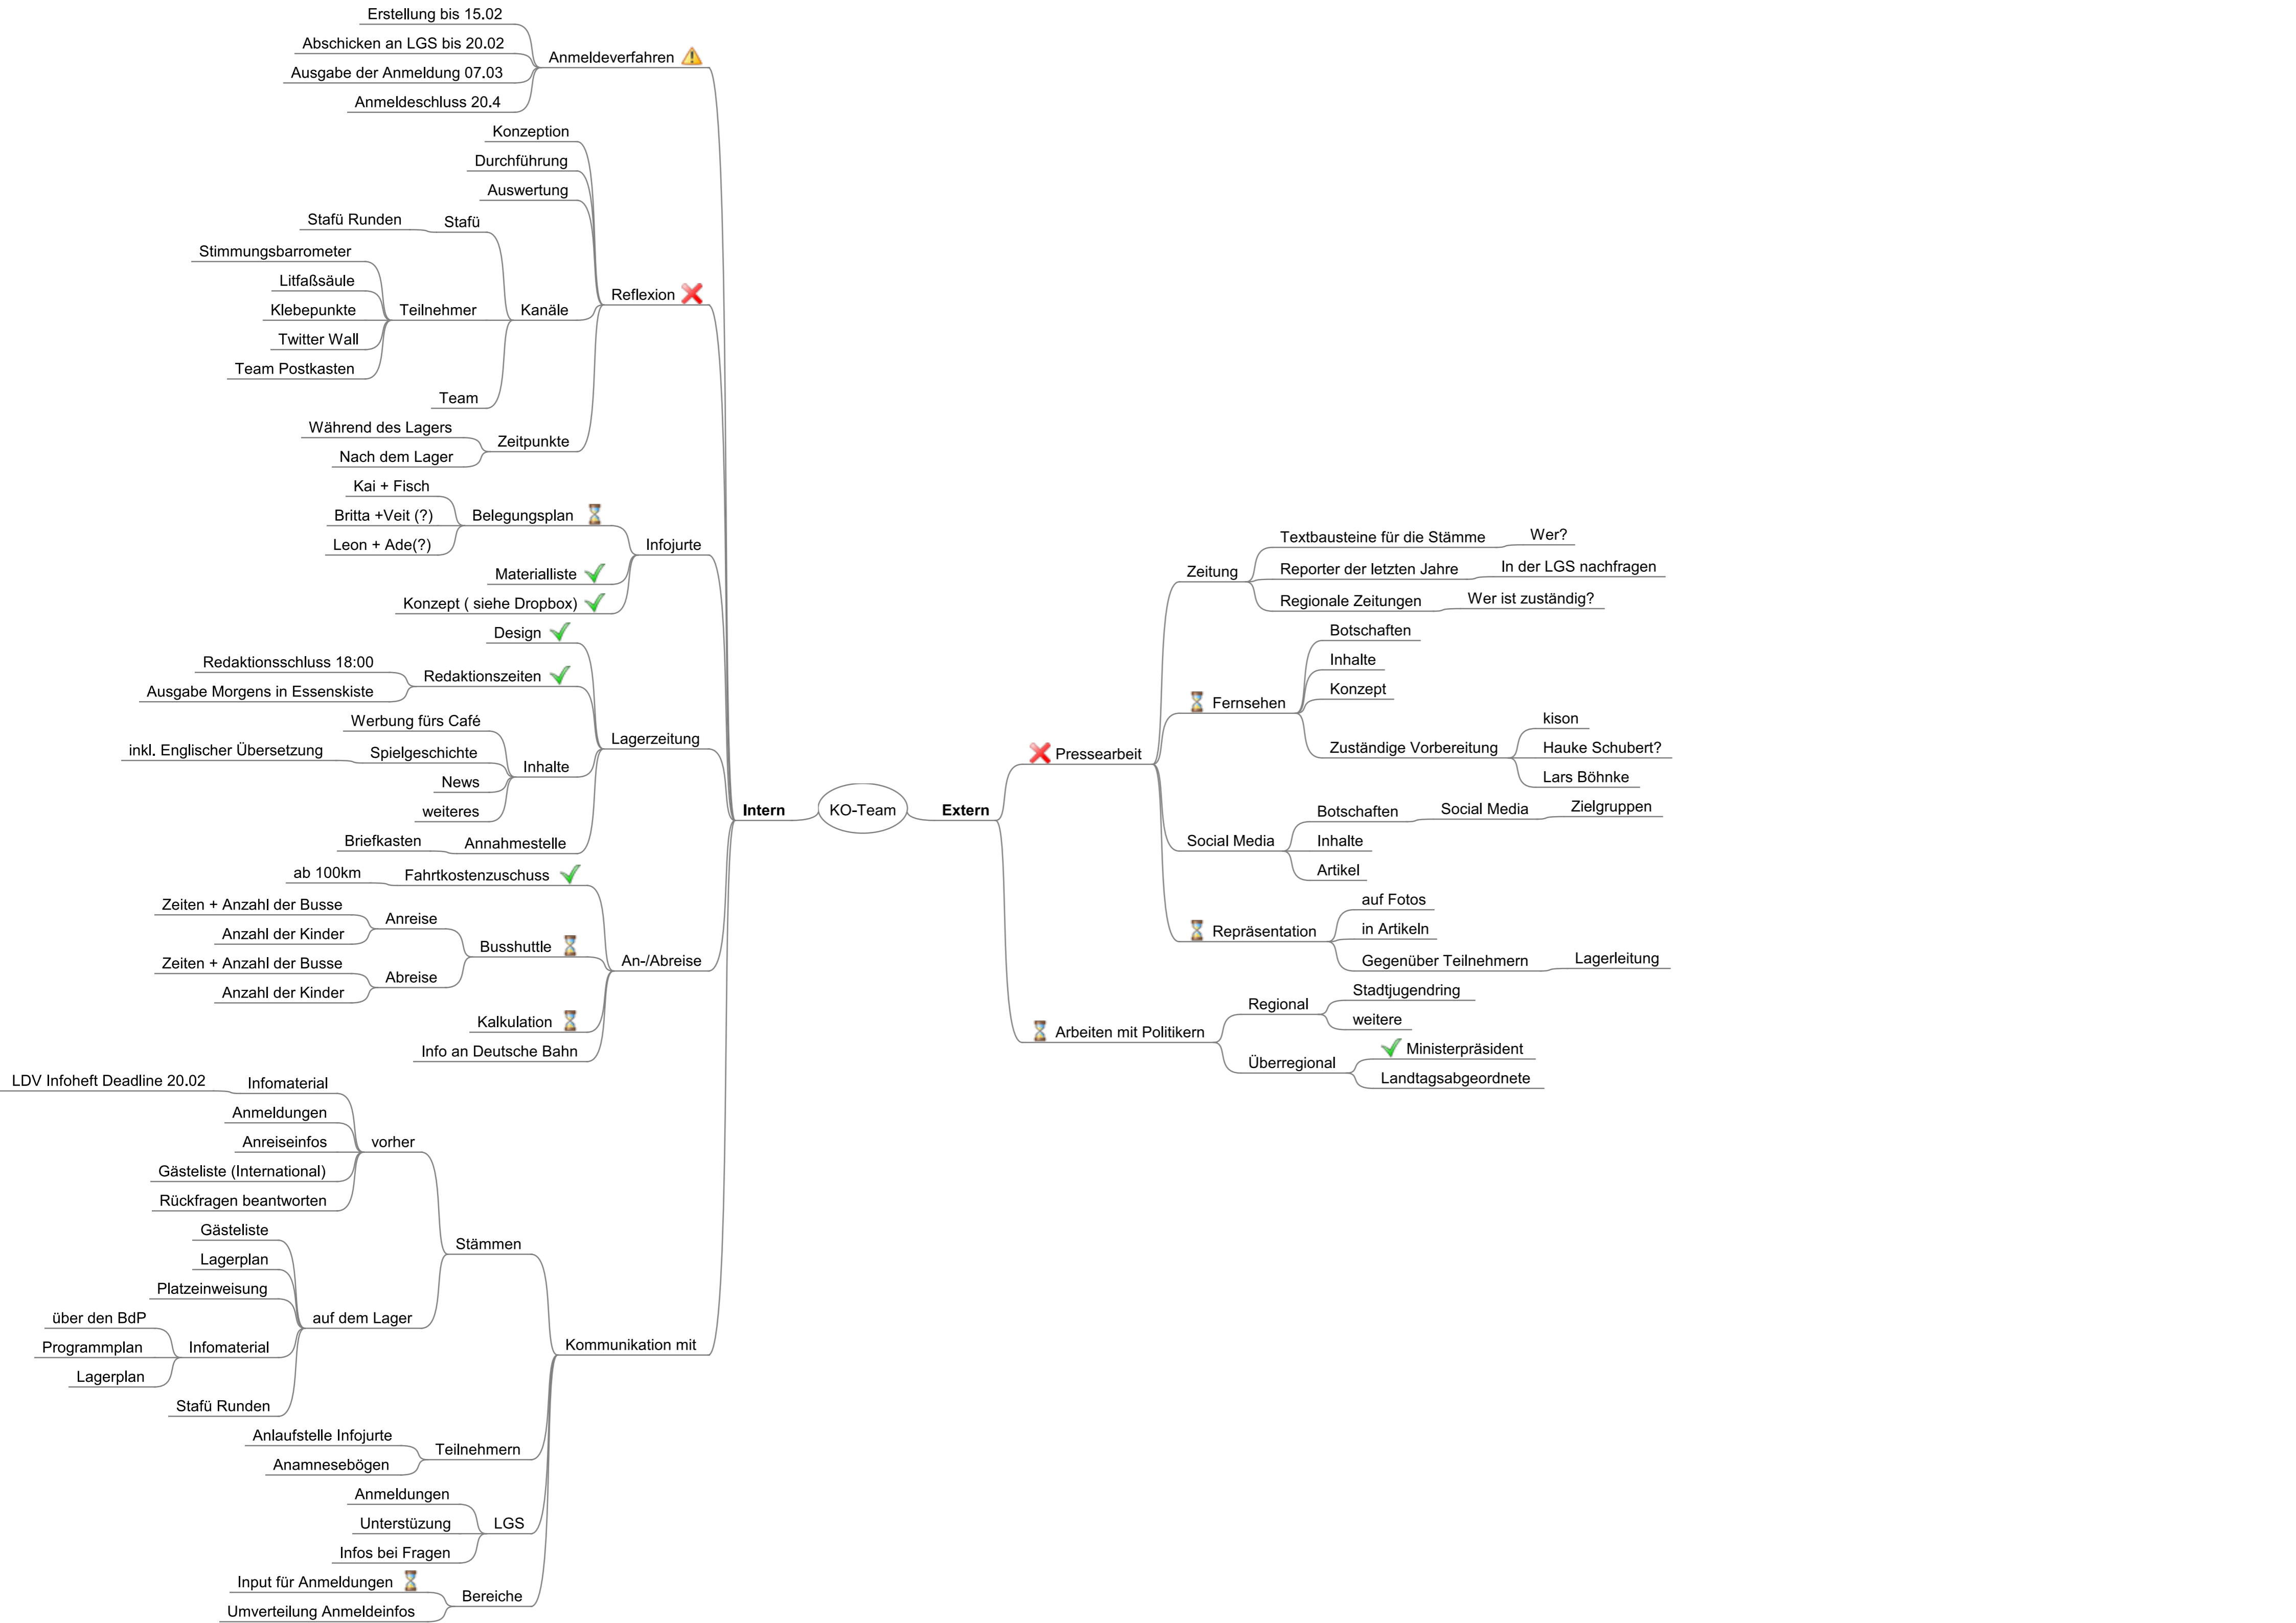 Erstellung bis 15.02
Abschicken an LGS bis 20.02
Ausgabe der Anmeldung 07.03
Anmeldeschluss 20.4
Anmeldeverfahren
Konzeption
Durchführung
Auswertung
Stafü Runden
Stafü
Stimmungsbarrometer
Litfaßsäule
Klebepunkte
Twitter Wall
Team Postkasten
Teilnehmer
Team
Kanäle
Während des Lagers
Nach dem Lager
Zeitpunkte
Reflexion
Kai + Fisch
Britta +Veit (?)
Leon + Ade(?)
Belegungsplan
Materialliste
Konzept ( siehe Dropbox)
Infojurte
Design
Redaktionsschluss 18:00
Ausgabe Morgens in Essenskiste
Redaktionszeiten
Werbung fürs Café
inkl. Englischer Übersetzung
Spielgeschichte
News
weiteres
Inhalte
Briefkasten
Annahmestelle
Lagerzeitung
ab 100km
Fahrtkostenzuschuss
Zeiten + Anzahl der Busse
Anzahl der Kinder
Anreise
Zeiten + Anzahl der Busse
Anzahl der Kinder
Abreise
Busshuttle
Kalkulation
Info an Deutsche Bahn
An-/Abreise
LDV Infoheft Deadline 20.02
Infomaterial
Anmeldungen
Anreiseinfos
Gästeliste (International)
Rückfragen beantworten
vorher
Gästeliste
Lagerplan
Platzeinweisung
über den BdP
Programmplan
Lagerplan
Infomaterial
Stafü Runden
auf dem Lager
Stämmen
Anlaufstelle Infojurte
Anamnesebögen
Teilnehmern
Anmeldungen
Unterstüzung
Infos bei Fragen
LGS
Input für Anmeldungen
Umverteilung Anmeldeinfos
Bereiche
Kommunikation mit
Intern
KO-Team
Extern
Pressearbeit
Zeitung
Textbausteine für die Stämme
Wer?
Reporter der letzten Jahre
In der LGS nachfragen
Regionale Zeitungen
Wer ist zuständig?
Fernsehen
Botschaften
Inhalte
Konzept
Zuständige Vorbereitung
kison
Hauke Schubert?
Lars Böhnke
Social Media
Botschaften
Social Media
Zielgruppen
Inhalte
Artikel
Repräsentation
auf Fotos
in Artikeln
Gegenüber Teilnehmern
Lagerleitung
Arbeiten mit Politikern
Regional
Stadtjugendring
weitere
Überregional
Ministerpräsident
Landtagsabgeordnete